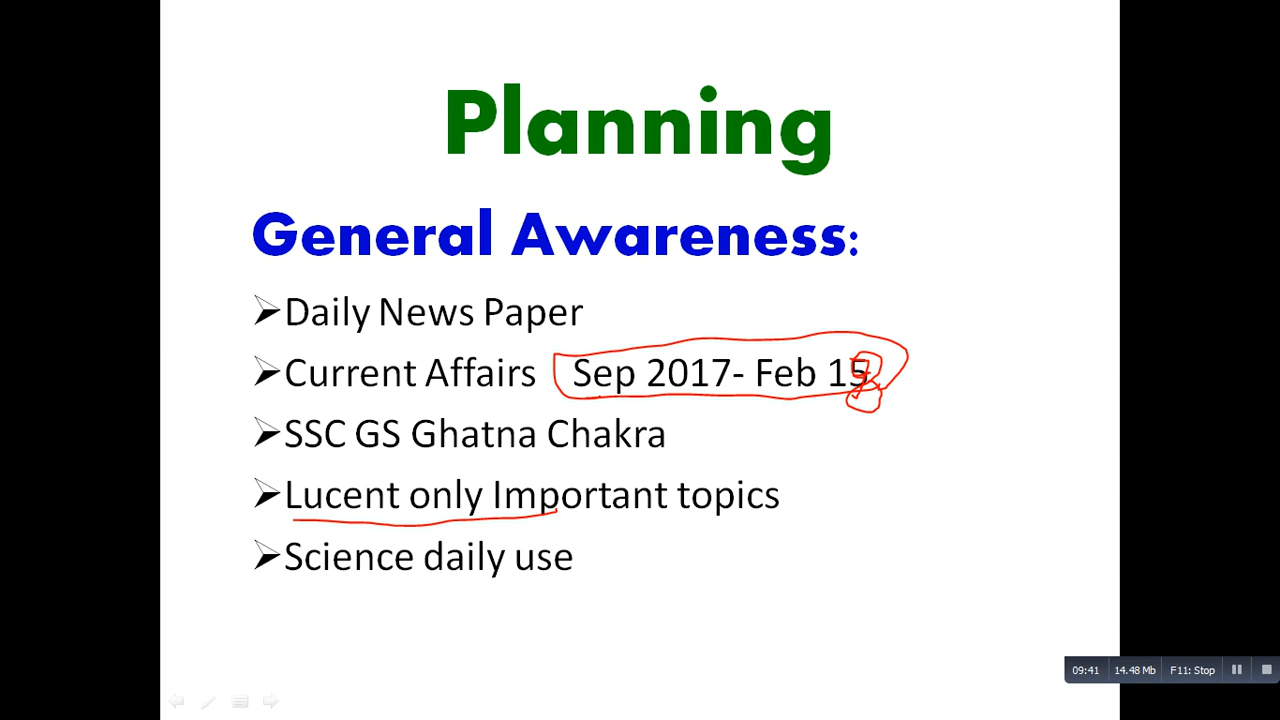 Planning
General Awareness:
Daily News Paper
Current Affairs Sep 2017- Feb 15
SSC GS Ghatna Chakra
Lucent only Important topics
Science daily use
09:41 14.48 Mb F11: Stop